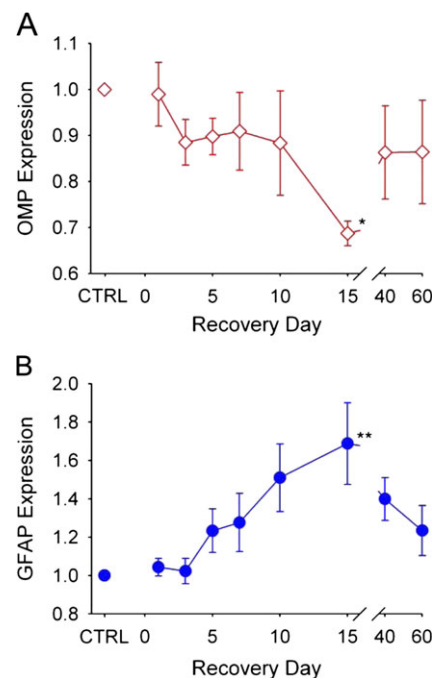 A
1.1
1.0
0.9
0.8
0.7
0.6
OMP Expression
*
CTRL 0 5 10 15 40 60
Recovery Day
B
2.0
1.8
1.6
1.4
1.2
1.0
0.8
GFAP Expression
**
CTRL 0 5 10 15 40 60
Recovery Day